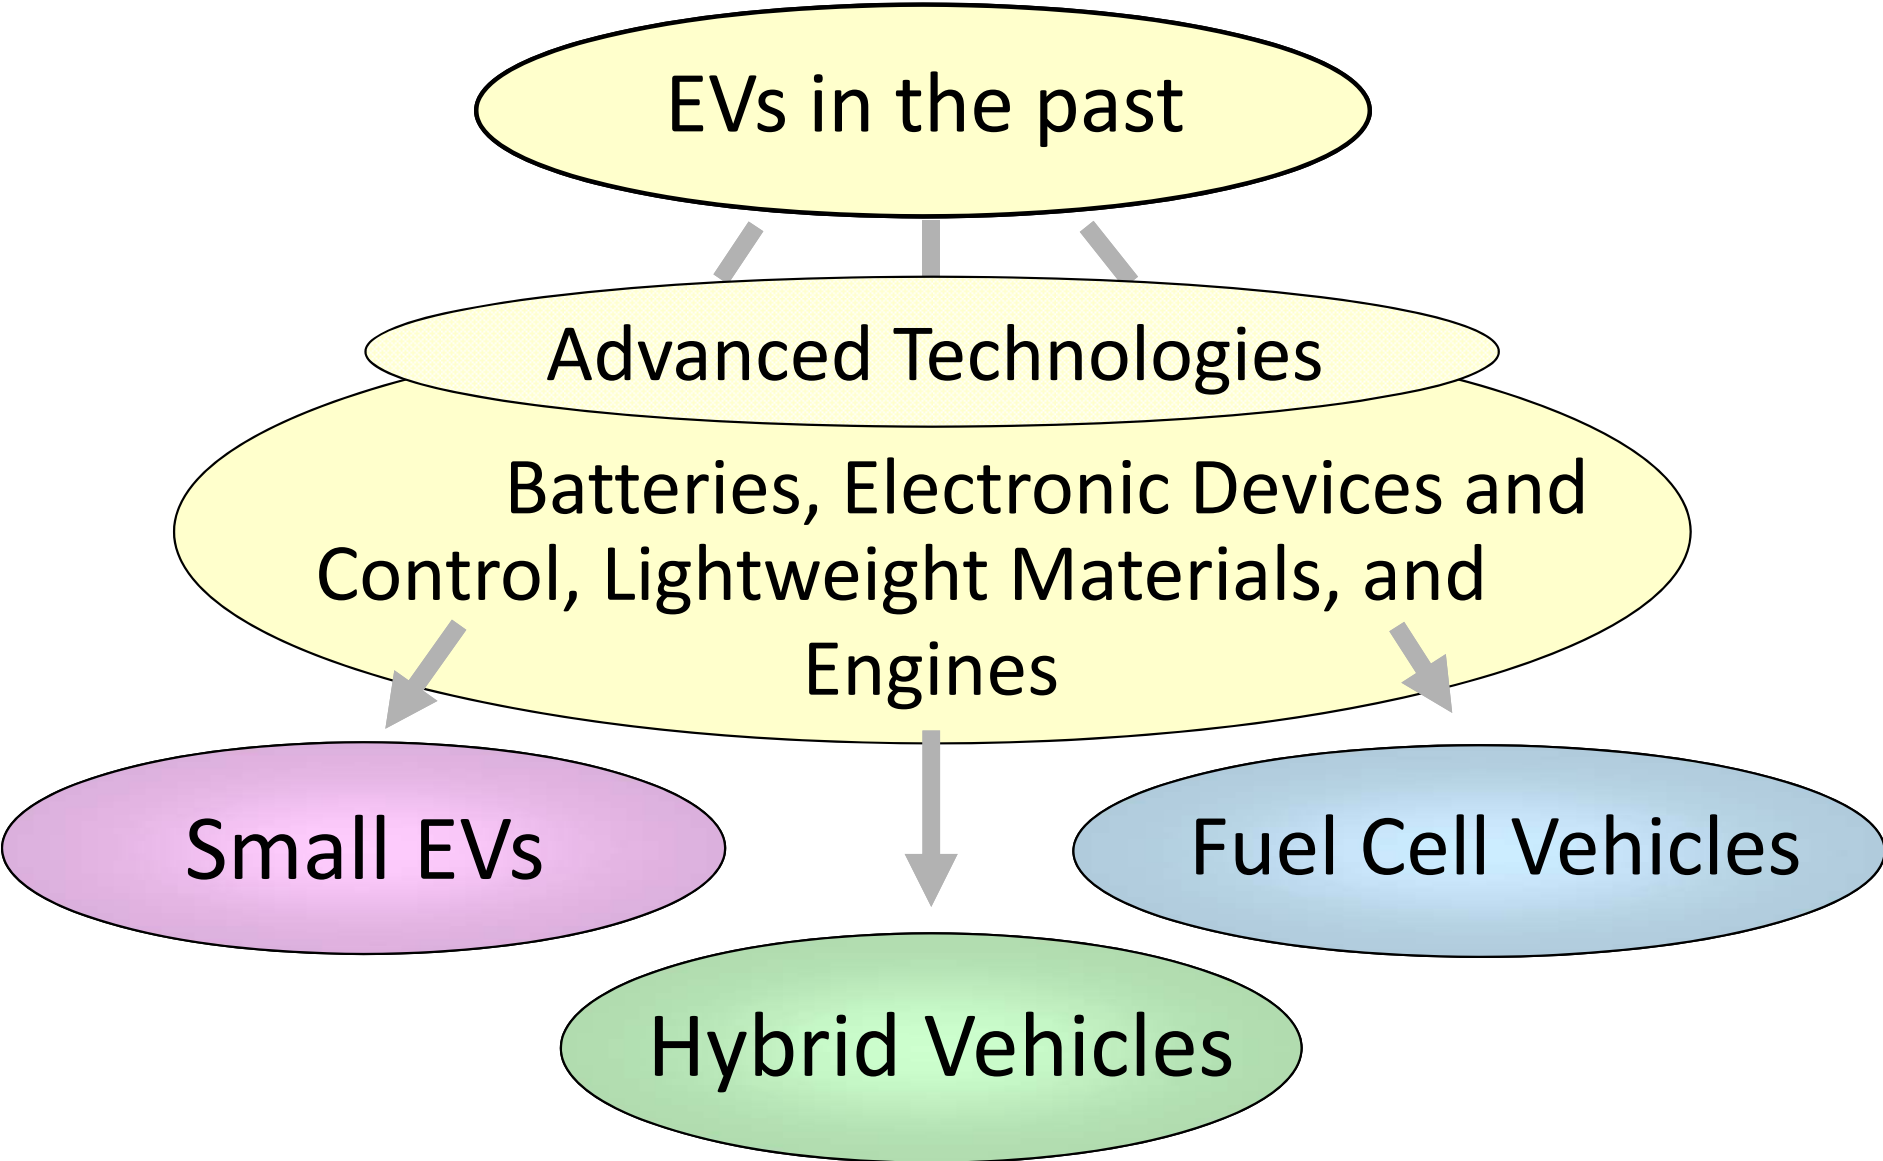 EVs in the past
Advanced Technologies
Batteries, Electronic Devices and
Control, Lightweight Materials, and
Engines
Small EVs
Fuel Cell Vehicles
Hybrid Vehicles